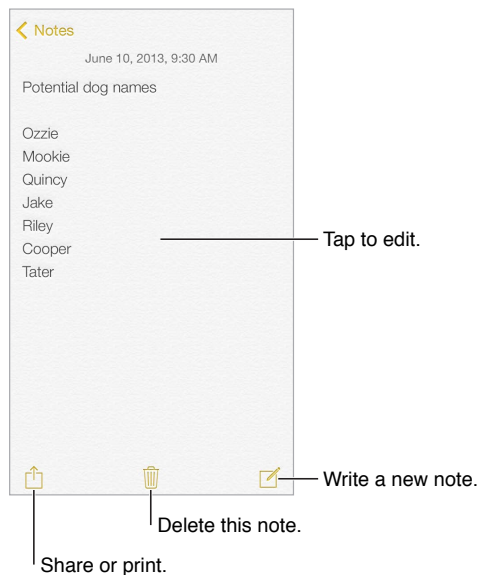 Notes
June 10, 2013, 9:30 AM
Potential dog names
Ozzie
Mookie
Quincy
Jake
Riley
Cooper
Tater
Tap to edit.
Write a new note.
Delete this note.
Share or print.